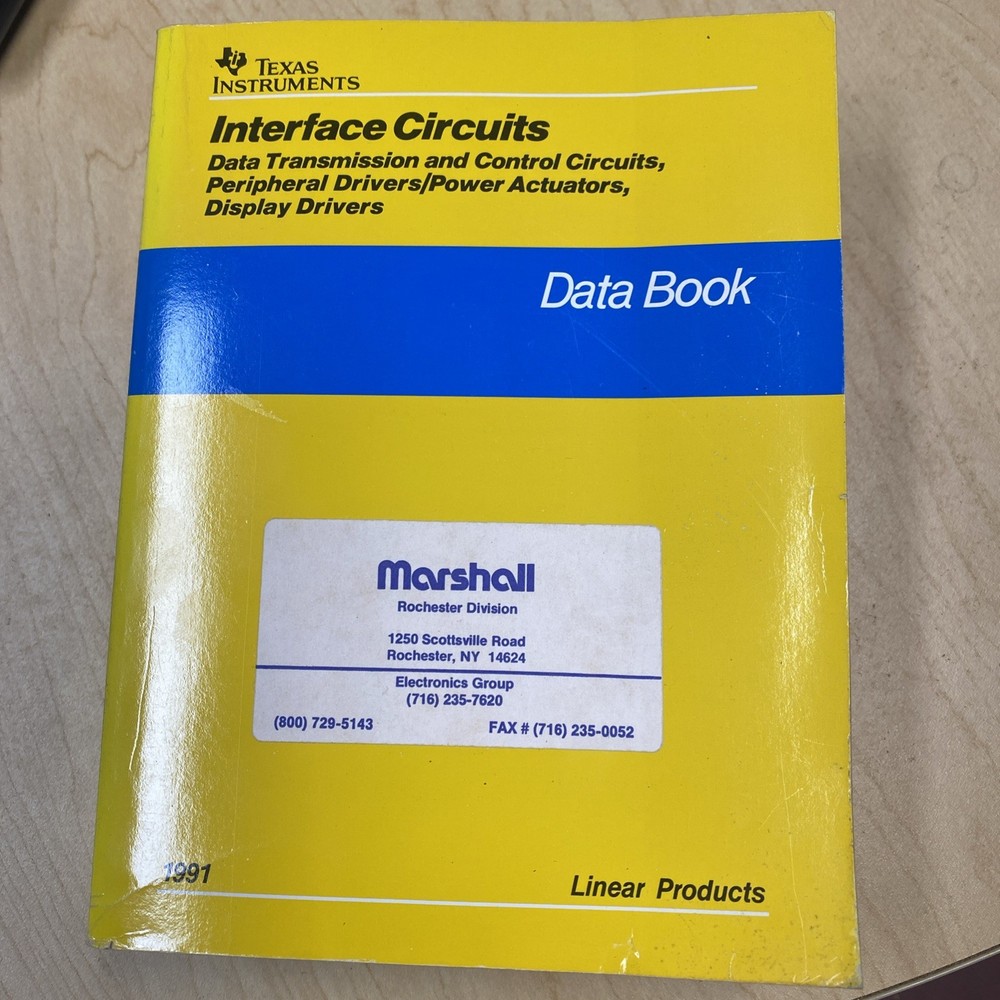 TEXAS
INSTRUMENTS
Interface Circuits
Data Transmission and Control Circuits,
Peripheral Drivers/Power Actuators,
Display Drivers
Data Book
Marshall
Rochester Division
1250 Scottsville Road
Rochester, NY 14624
Electronics Group
(716) 235-7620
(800) 729-5143 FAX # (716) 235-0052
1991 Linear Products